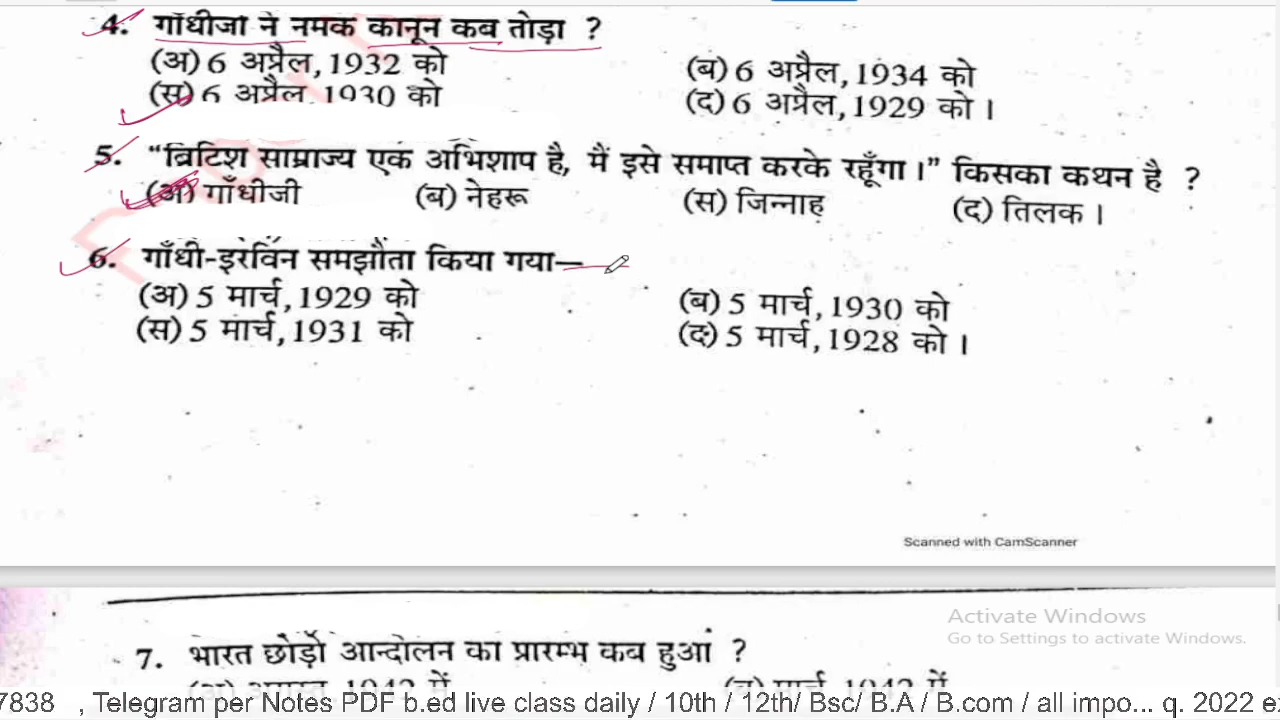 4. गाँधीजी ने नमक कानून कब तोड़ा ?
(अ) 6 अप्रैल, 1932 को (ब) 6 अप्रैल, 1934 को
(स) 6 अप्रैल, 1930 को (द) 6 अप्रैल, 1929 को ।
5. “ब्रिटिश साम्राज्य एक अभिशाप है, मैं इसे समाप्त करके रहूँगा ।” किसका कथन है ?
(अ) गाँधीजी (ब) नेहरू (स) जिन्नाह (द) तिलक ।
6. गाँधी-इरविन समझौता किया गया—
(अ) 5 मार्च, 1929 को (ब) 5 मार्च, 1930 को
(स) 5 मार्च, 1931 को (द) 5 मार्च, 1928 को ।
Scanned with CamScanner
Activate Windows
Go to Settings to activate Windows.
7. भारत छोड़ो आन्दोलन का प्रारम्भ कब हुआ ?
(अ) अगस्त 1942 में (ब) मार्च 1942 में
7838 , Telegram per Notes PDF b.ed live class daily / 10th / 12th/ Bsc/ B.A / B.com / all impo... q. 2022